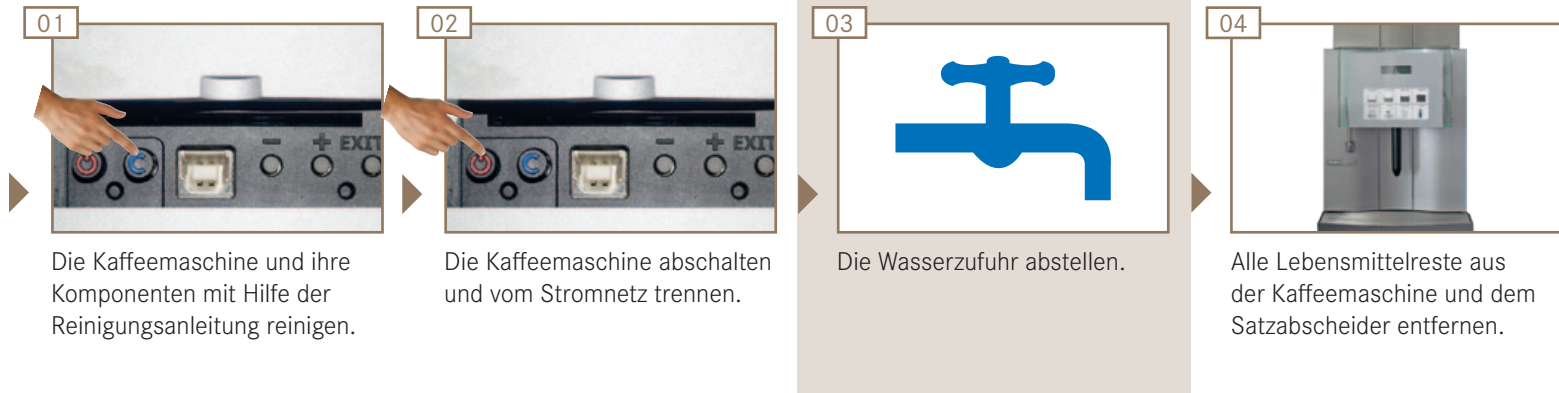 01
02
03
04
− + EXIT
− + EXIT
Die Kaffeemaschine und ihre
Komponenten mit Hilfe der
Reinigungsanleitung reinigen.
Die Kaffeemaschine abschalten
und vom Stromnetz trennen.
Die Wasserzufuhr abstellen.
Alle Lebensmittelreste aus
der Kaffeemaschine und dem
Satzabscheider entfernen.